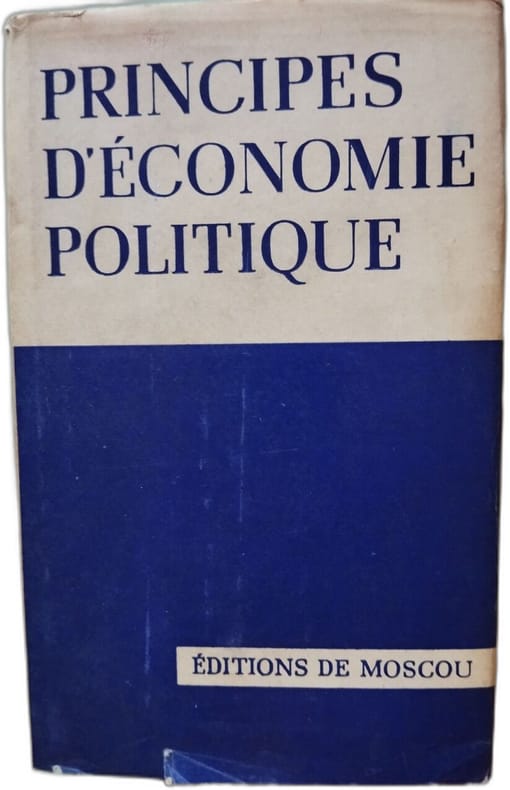 PRINCIPES
D'ÉCONOMIE
POLITIQUE
ÉDITIONS DE MOSCOU